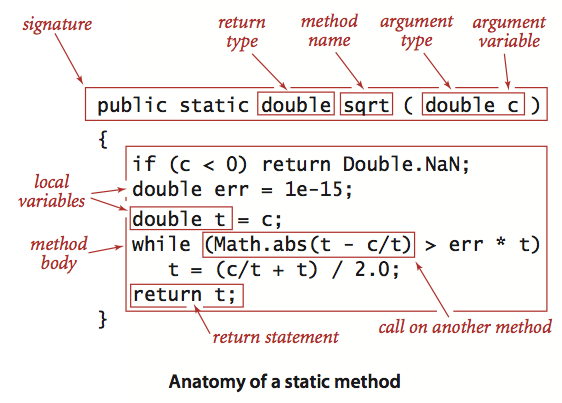 signature
return type
method name
argument type
argument variable
public static double sqrt ( double c )
{
if (c < 0) return Double.NaN;
local variables
double err = 1e-15;
double t = c;
method body
while (Math.abs(t - c/t) > err * t)
t = (c/t + t) / 2.0;
return t;
}
return statement
call on another method
Anatomy of a static method